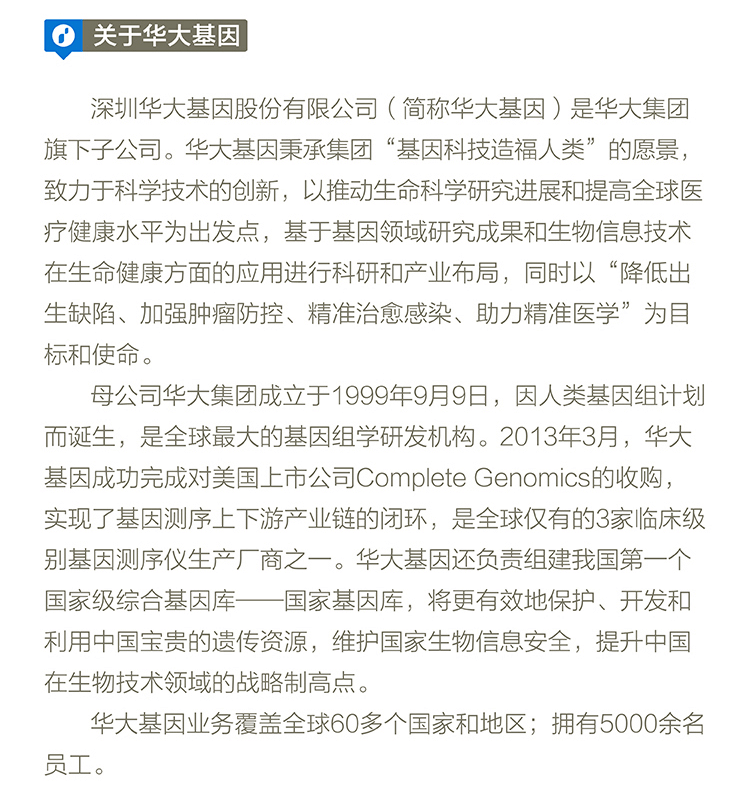 关于华大基因
深圳华大基因股份有限公司（简称华大基因）是华大集团
旗下子公司。华大基因秉承集团“基因科技造福人类”的愿景，
致力于科学技术的创新，以推动生命科学研究进展和提高全球医
疗健康水平为出发点，基于基因领域研究成果和生物信息技术
在生命健康方面的应用进行科研和产业布局，同时以“降低出
生缺陷、加强肿瘤防控、精准治愈感染、助力精准医学”为目
标和使命。
母公司华大集团成立于1999年9月9日，因人类基因组计划
而诞生，是全球最大的基因组学研发机构。2013年3月，华大
基因成功完成对美国上市公司Complete Genomics的收购，
实现了基因测序上下游产业链的闭环，是全球仅有的3家临床级
别基因测序仪生产厂商之一。华大基因还负责组建我国第一个
国家级综合基因库——国家基因库，将更有效地保护、开发和
利用中国宝贵的遗传资源，维护国家生物信息安全，提升中国
在生物技术领域的战略制高点。
华大基因业务覆盖全球60多个国家和地区；拥有5000余名
员工。